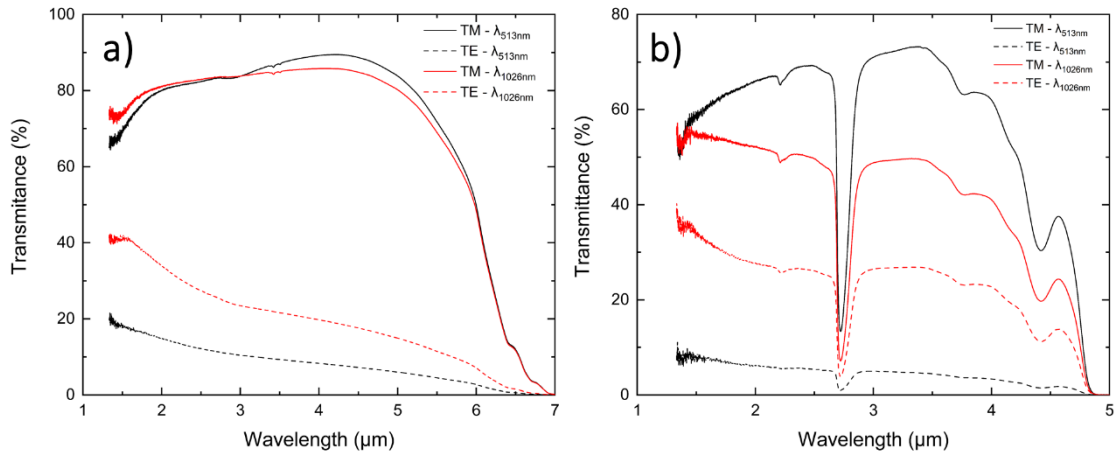 a)
TM - λ513nm
TE - λ513nm
TM - λ1026nm
TE - λ1026nm
100
80
60
40
20
0
Transmittance (%)
1 2 3 4 5 6 7
Wavelength (µm)
b)
TM - λ513nm
TE - λ513nm
TM - λ1026nm
TE - λ1026nm
80
60
40
20
0
Transmittance (%)
1 2 3 4 5
Wavelength (µm)